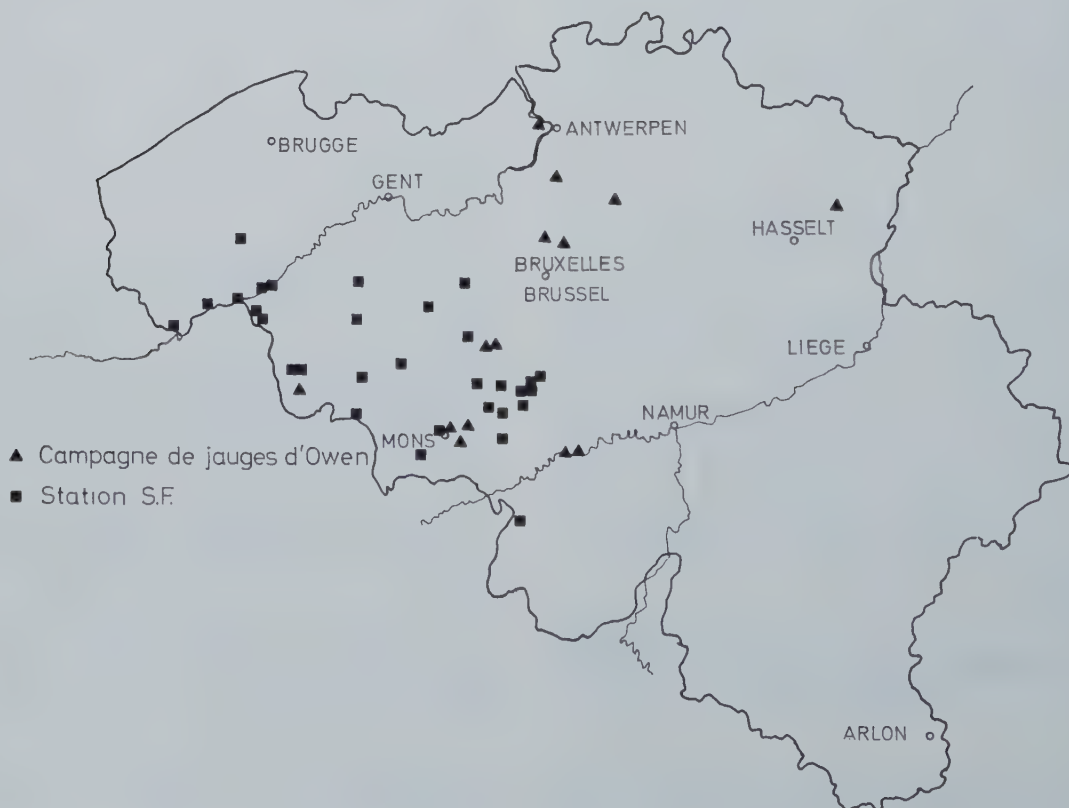 ANTWERPEN
BRUGGE
GENT
HASSELT
BRUXELLES
BRUSSEL
LIEGE
NAMUR
MONS
Campagne de jauges d'Owen
Station S.F.
ARLON